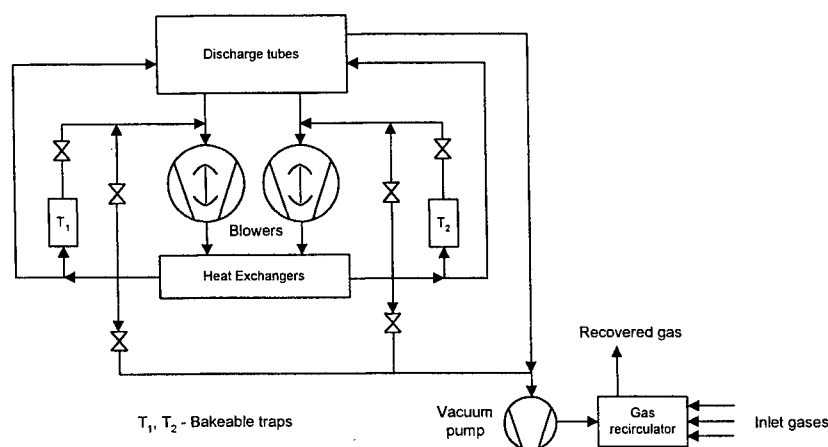 Discharge tubes
T1
Blowers
T2
Heat Exchangers
Recovered gas
T1, T2 - Bakeable traps
Vacuum
pump
Gas
recirculator
Inlet gases